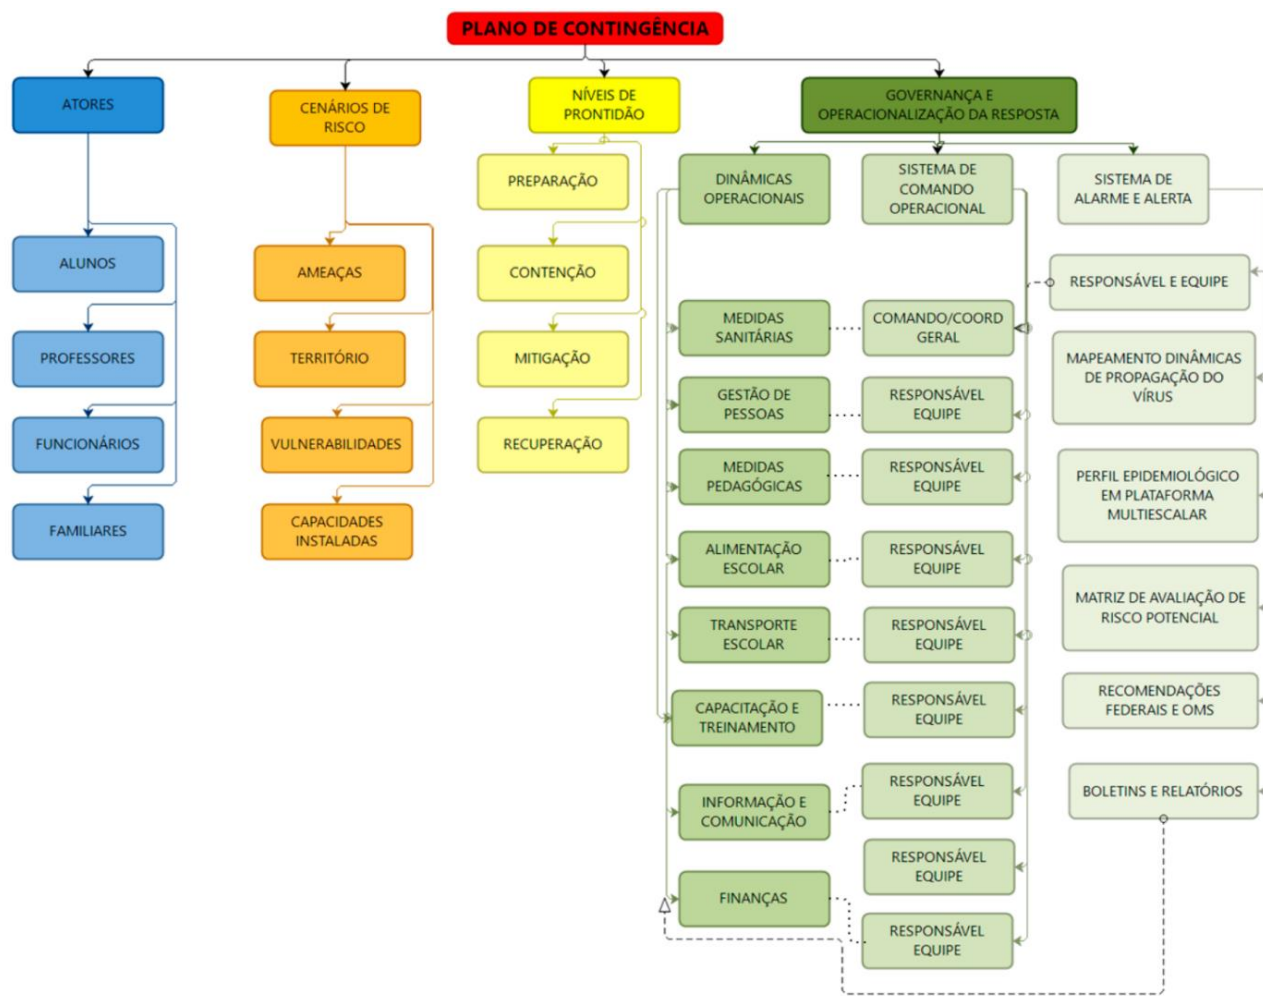 PLANO DE CONTINGÊNCIA
ATORES
ALUNOS
PROFESSORES
FUNCIONÁRIOS
FAMILIARES
CENÁRIOS DE
RISCO
AMEAÇAS
TERRITÓRIO
VULNERABILIDADES
CAPACIDADES
INSTALADAS
NÍVEIS DE
PRONTIDÃO
PREPARAÇÃO
CONTENÇÃO
MITIGAÇÃO
RECUPERAÇÃO
GOVERNANÇA E
OPERACIONALIZAÇÃO DA RESPOSTA
DINÂMICAS
OPERACIONAIS
MEDIDAS
SANITÁRIAS
GESTÃO DE
PESSOAS
MEDIDAS
PEDAGÓGICAS
ALIMENTAÇÃO
ESCOLAR
TRANSPORTE
ESCOLAR
CAPACITAÇÃO E
TREINAMENTO
INFORMAÇÃO E
COMUNICAÇÃO
FINANÇAS
SISTEMA DE
COMANDO
OPERACIONAL
COMANDO/COORD
GERAL
RESPONSÁVEL
EQUIPE
RESPONSÁVEL
EQUIPE
RESPONSÁVEL
EQUIPE
RESPONSÁVEL
EQUIPE
RESPONSÁVEL
EQUIPE
RESPONSÁVEL
EQUIPE
RESPONSÁVEL
EQUIPE
RESPONSÁVEL
EQUIPE
SISTEMA DE
ALARME E ALERTA
RESPONSÁVEL E EQUIPE
MAPEAMENTO DINÂMICAS
DE PROPAGAÇÃO DO
VÍRUS
PERFIL EPIDEMIOLÓGICO
EM PLATAFORMA
MULTIESCALAR
MATRIZ DE AVALIAÇÃO DE
RISCO POTENCIAL
RECOMENDAÇÕES
FEDERAIS E OMS
BOLETINS E RELATÓRIOS